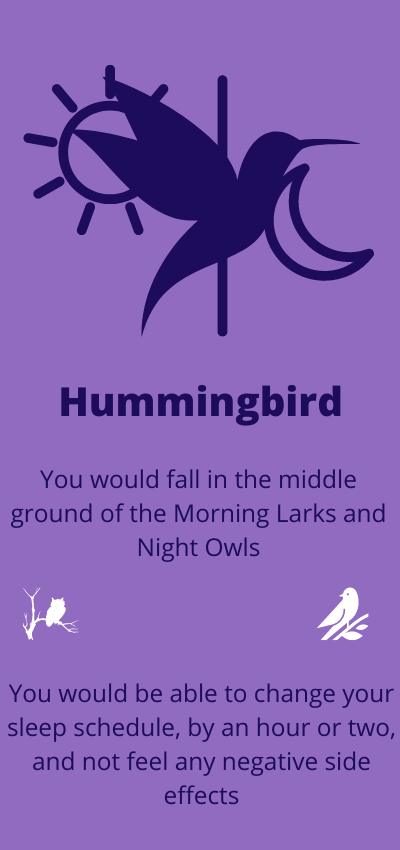 Hummingbird
You would fall in the middle
ground of the Morning Larks and
Night Owls
You would be able to change your
sleep schedule, by an hour or two,
and not feel any negative side
effects